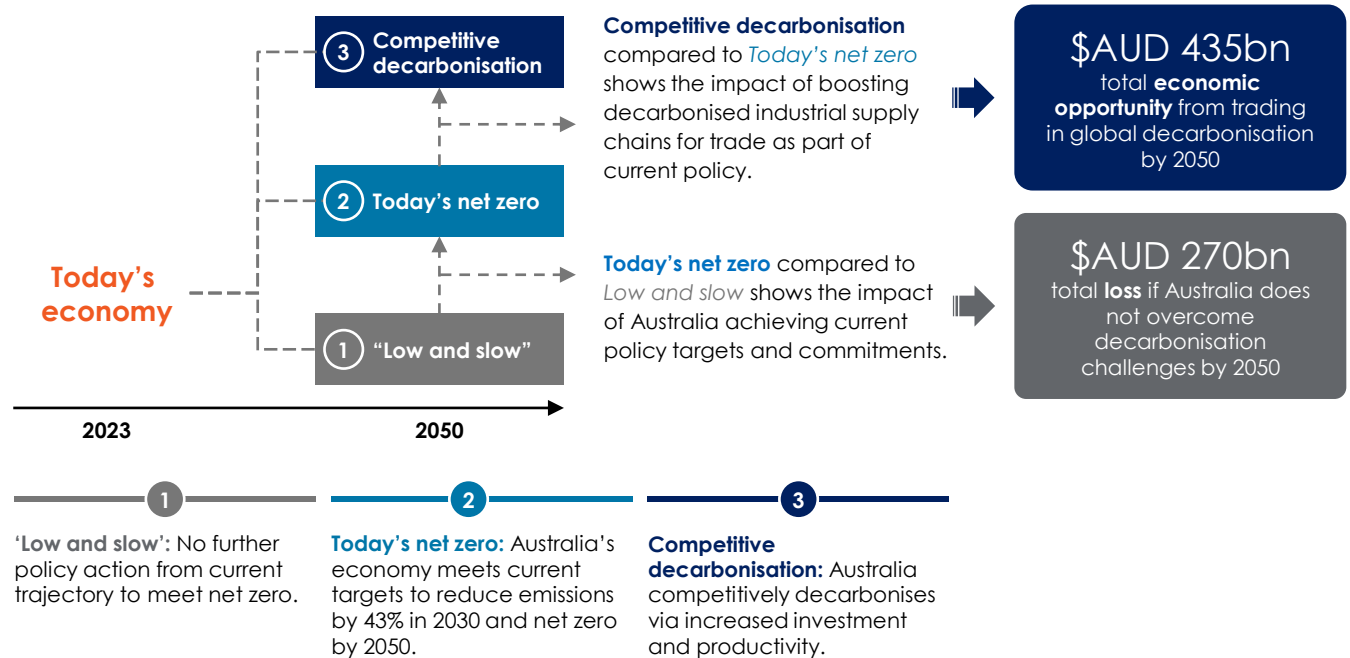 3
Competitive
decarbonisation
2
Today's net zero
Today's
economy
1
“Low and slow”
2023
2050
Competitive decarbonisation
compared to Today's net zero
shows the impact of boosting
decarbonised industrial supply
chains for trade as part of
current policy.
$AUD 435bn
total economic
opportunity from trading
in global decarbonisation
by 2050
Today's net zero compared to
Low and slow shows the impact
of Australia achieving current
policy targets and commitments.
$AUD 270bn
total loss if Australia does
not overcome
decarbonisation
challenges by 2050
1
‘Low and slow’: No further
policy action from current
trajectory to meet net zero.
2
Today's net zero: Australia's
economy meets current
targets to reduce emissions
by 43% in 2030 and net zero
by 2050.
3
Competitive
decarbonisation: Australia
competitively decarbonises
via increased investment
and productivity.